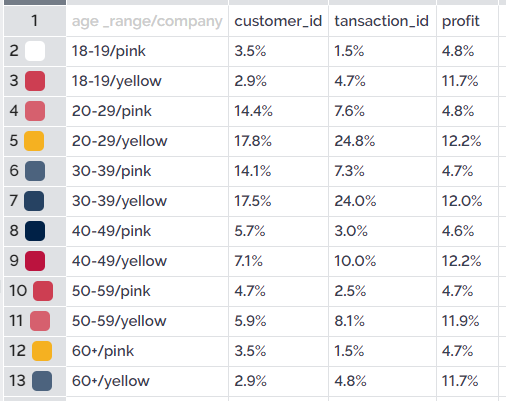 1 age _range/company customer_id tansaction_id profit
2 18-19/pink 3.5% 1.5% 4.8%
3 18-19/yellow 2.9% 4.7% 11.7%
4 20-29/pink 14.4% 7.6% 4.8%
5 20-29/yellow 17.8% 24.8% 12.2%
6 30-39/pink 14.1% 7.3% 4.7%
7 30-39/yellow 17.5% 24.0% 12.0%
8 40-49/pink 5.7% 3.0% 4.6%
9 40-49/yellow 7.1% 10.0% 12.2%
10 50-59/pink 4.7% 2.5% 4.7%
11 50-59/yellow 5.9% 8.1% 11.9%
12 60+/pink 3.5% 1.5% 4.7%
13 60+/yellow 2.9% 4.8% 11.7%